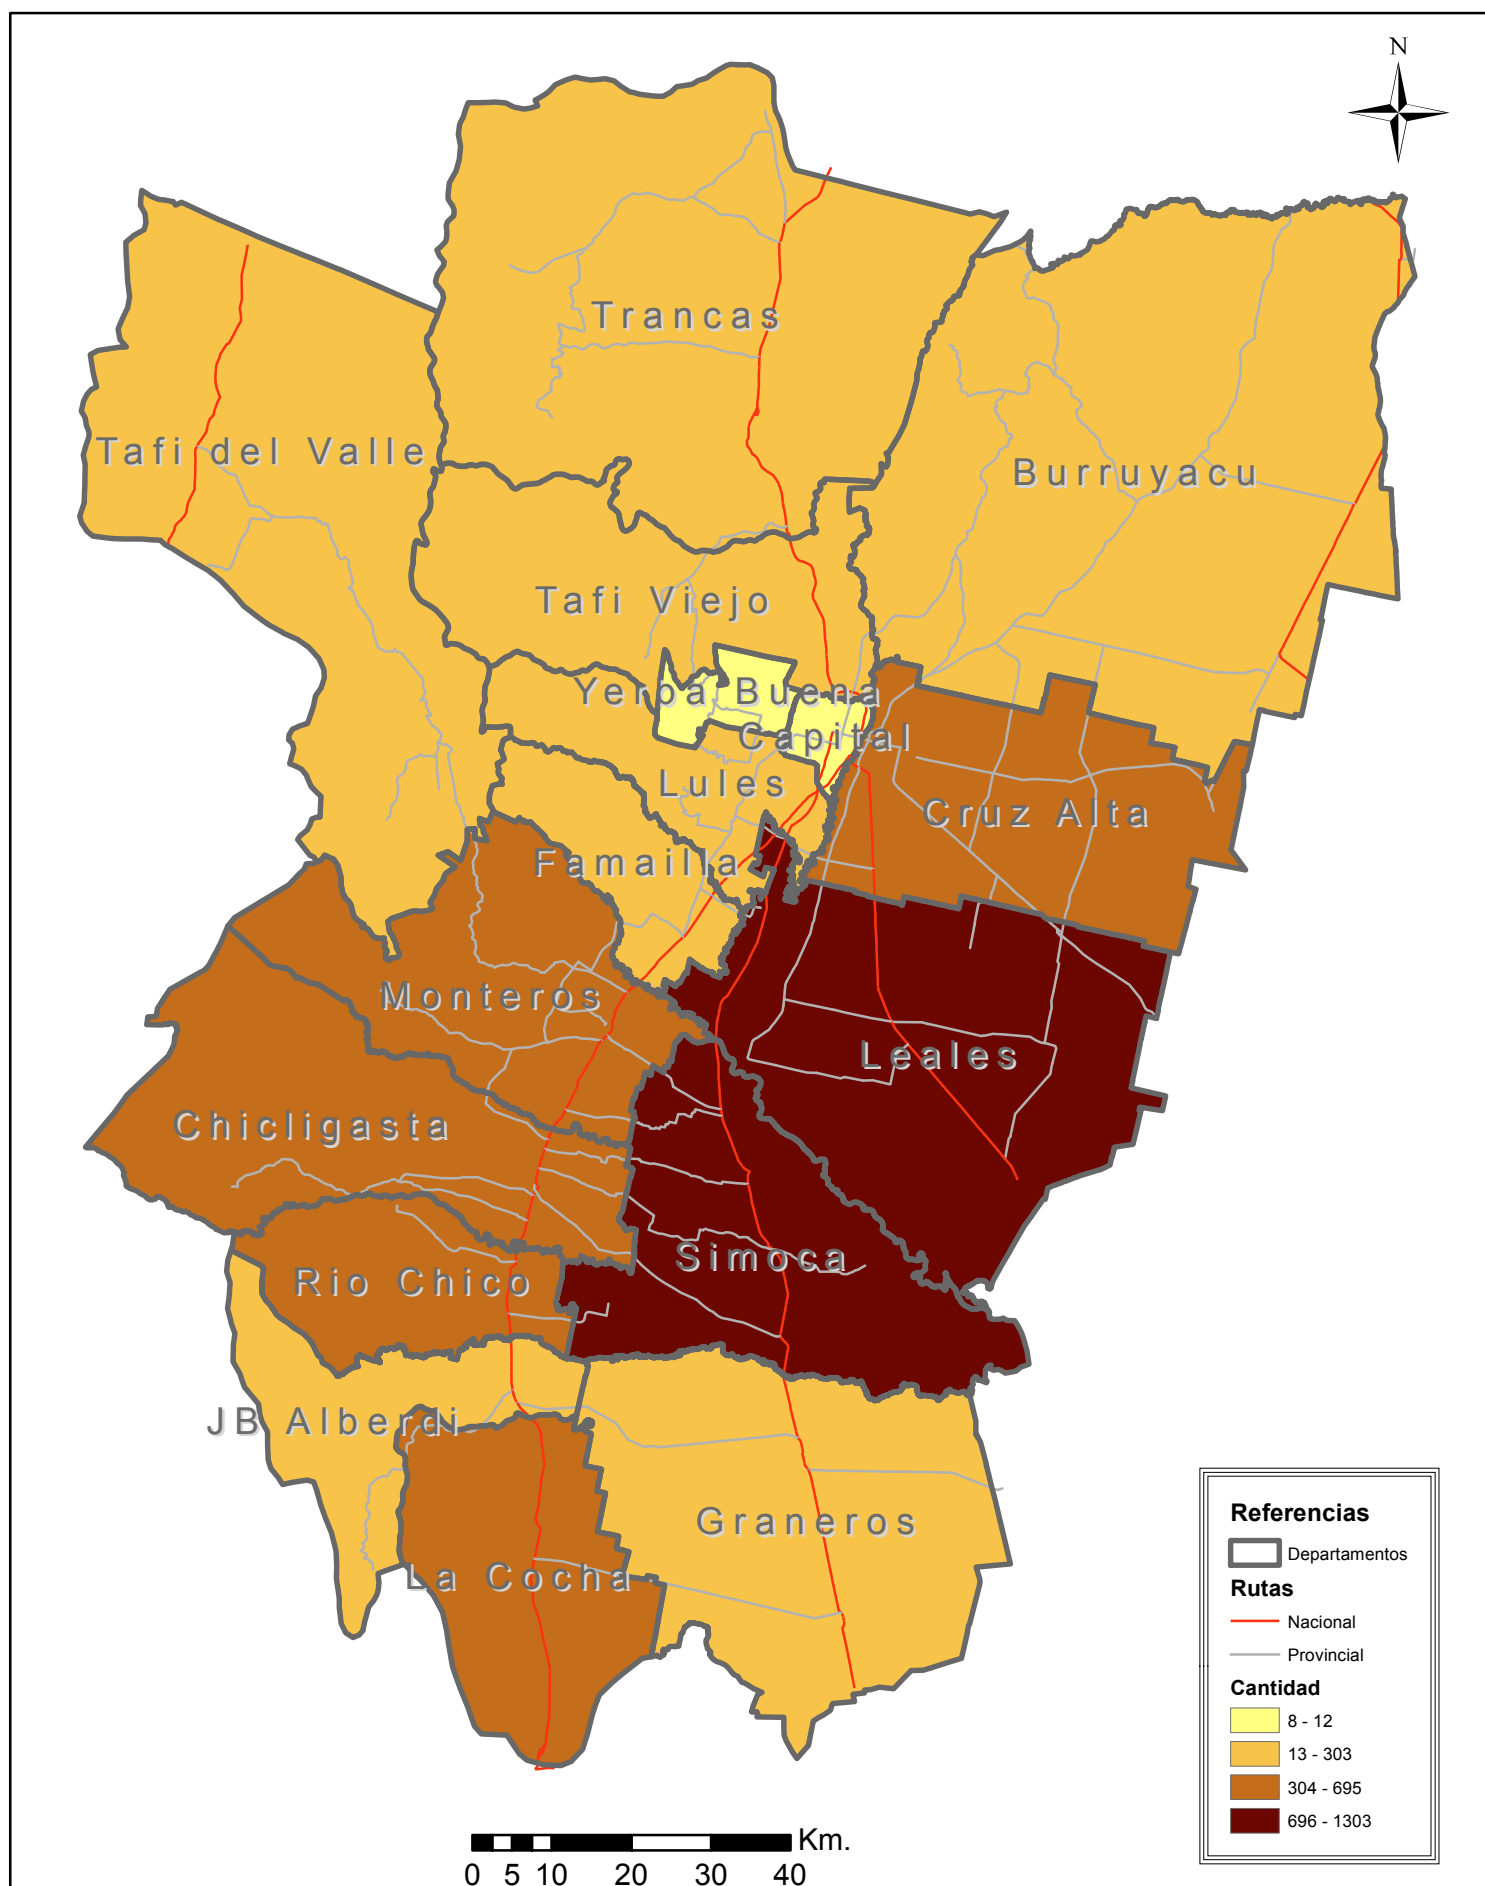 N
Trancas
Tafi del Valle
Burruyacu
Tafi Viejo
Yerba Buena
Capital
Lules
Cruz Alta
Famailla
Monteros
Leales
Chicligasta
Simoca
Rio Chico
JB Alberdi
Graneros
La Cocha
Referencias
Departamentos
Rutas
Nacional
Provincial
Cantidad
8 - 12
13 - 303
304 - 695
696 - 1303
Km.
0 5 10 20 30 40